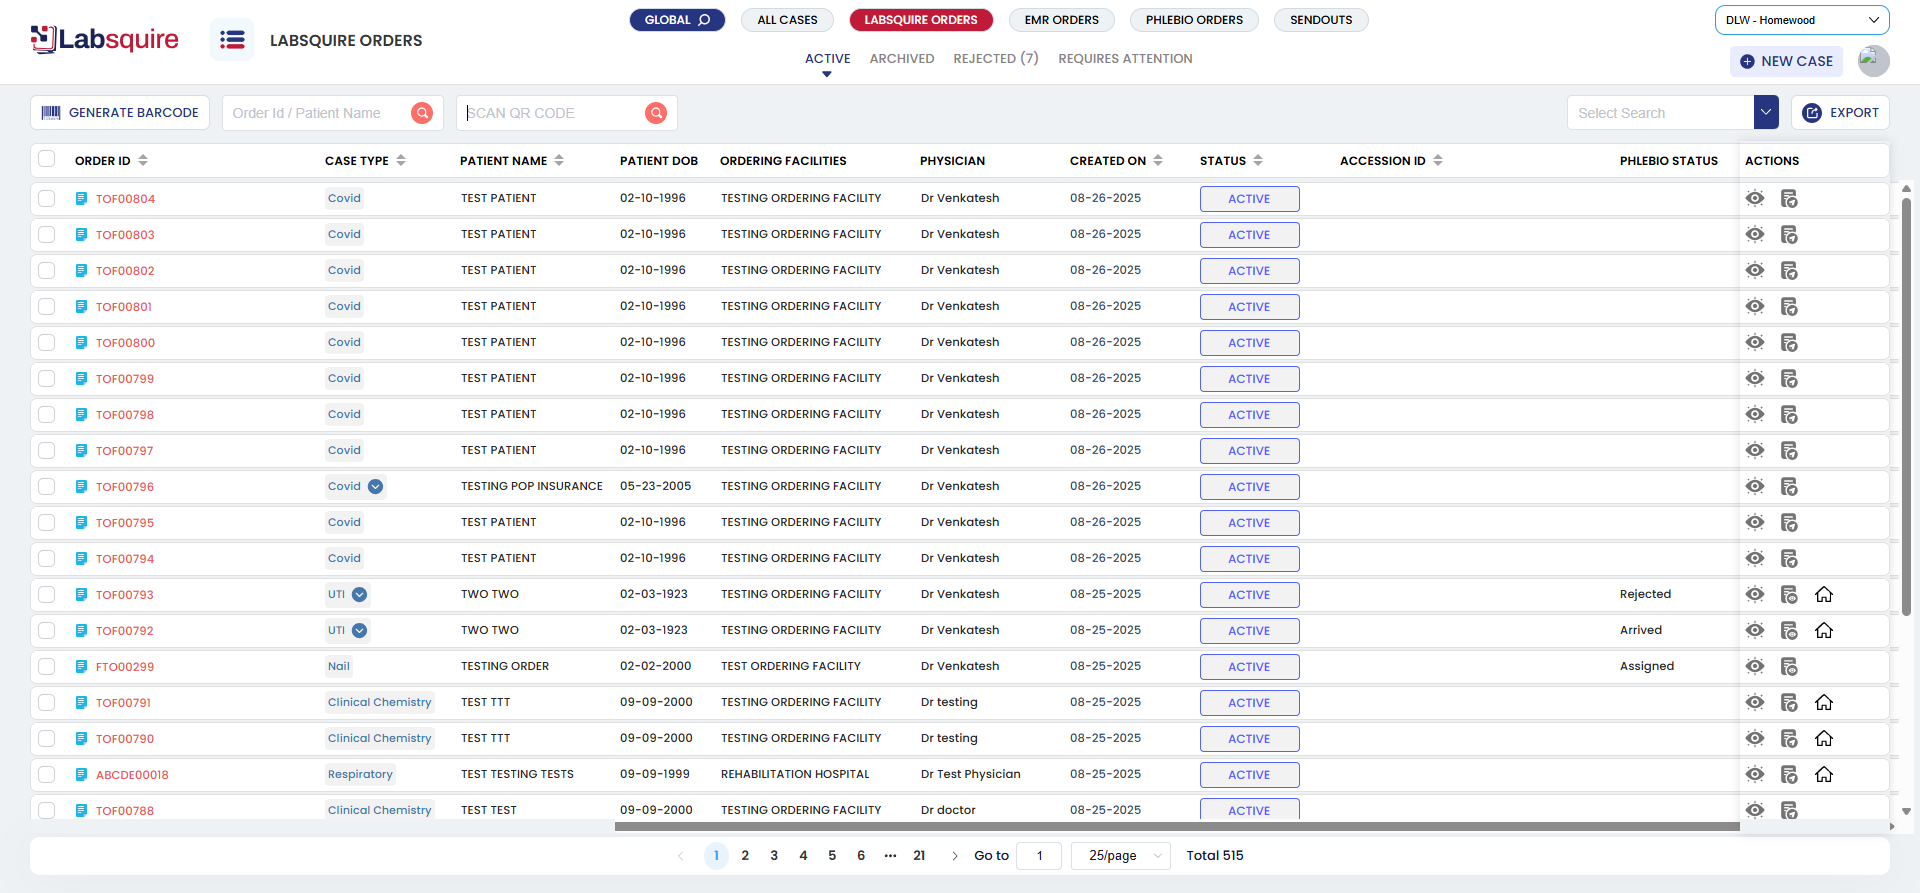 Labsquire
LABSQUIRE ORDERS
GLOBAL
ALL CASES
LABSQUIRE ORDERS
EMR ORDERS
PHLEBIO ORDERS
SENDOUTS
DLW - Homewood
ACTIVE
ARCHIVED
REJECTED (7)
REQUIRES ATTENTION
NEW CASE
GENERATE BARCODE
Order Id / Patient Name
SCAN QR CODE
Select Search
EXPORT
ORDER ID CASE TYPE PATIENT NAME PATIENT DOB ORDERING FACILITIES PHYSICIAN CREATED ON STATUS ACCESSION ID PHLEBIO STATUS ACTIONS
TOF00804 Covid TEST PATIENT 02-10-1996 TESTING ORDERING FACILITY Dr Venkatesh 08-26-2025 ACTIVE
TOF00803 Covid TEST PATIENT 02-10-1996 TESTING ORDERING FACILITY Dr Venkatesh 08-26-2025 ACTIVE
TOF00802 Covid TEST PATIENT 02-10-1996 TESTING ORDERING FACILITY Dr Venkatesh 08-26-2025 ACTIVE
TOF00801 Covid TEST PATIENT 02-10-1996 TESTING ORDERING FACILITY Dr Venkatesh 08-26-2025 ACTIVE
TOF00800 Covid TEST PATIENT 02-10-1996 TESTING ORDERING FACILITY Dr Venkatesh 08-26-2025 ACTIVE
TOF00799 Covid TEST PATIENT 02-10-1996 TESTING ORDERING FACILITY Dr Venkatesh 08-26-2025 ACTIVE
TOF00798 Covid TEST PATIENT 02-10-1996 TESTING ORDERING FACILITY Dr Venkatesh 08-26-2025 ACTIVE
TOF00797 Covid TEST PATIENT 02-10-1996 TESTING ORDERING FACILITY Dr Venkatesh 08-26-2025 ACTIVE
TOF00796 Covid TESTING POP INSURANCE 05-23-2005 TESTING ORDERING FACILITY Dr Venkatesh 08-26-2025 ACTIVE
TOF00795 Covid TEST PATIENT 02-10-1996 TESTING ORDERING FACILITY Dr Venkatesh 08-26-2025 ACTIVE
TOF00794 Covid TEST PATIENT 02-10-1996 TESTING ORDERING FACILITY Dr Venkatesh 08-26-2025 ACTIVE
TOF00793 UTI TWO TWO 02-03-1923 TESTING ORDERING FACILITY Dr Venkatesh 08-25-2025 ACTIVE Rejected
TOF00792 UTI TWO TWO 02-03-1923 TESTING ORDERING FACILITY Dr Venkatesh 08-25-2025 ACTIVE Arrived
FTO00299 Nail TESTING ORDER 02-02-2000 TEST ORDERING FACILITY Dr Venkatesh 08-25-2025 ACTIVE Assigned
TOF00791 Clinical Chemistry TEST TTT 09-09-2000 TESTING ORDERING FACILITY Dr testing 08-25-2025 ACTIVE
TOF00790 Clinical Chemistry TEST TTT 09-09-2000 TESTING ORDERING FACILITY Dr testing 08-25-2025 ACTIVE
ABCDE00018 Respiratory TEST TESTING TESTS 09-09-1999 REHABILITATION HOSPITAL Dr Test Physician 08-25-2025 ACTIVE
TOF00788 Clinical Chemistry TEST TEST 09-09-2000 TESTING ORDERING FACILITY Dr doctor 08-25-2025 ACTIVE
1 2 3 4 5 6 ••• 21 Go to 1 25/page Total 515